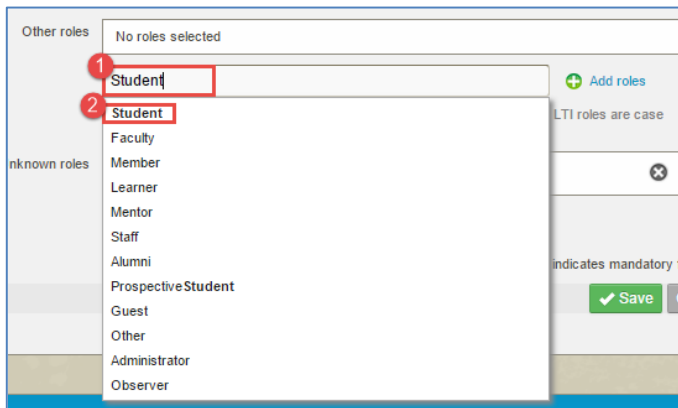 Other roles
No roles selected
1
Student
Add roles
2
Student
LTI roles are case
Faculty
nknown roles
Member
Learner
Mentor
Staff
Alumni
indicates mandatory
ProspectiveStudent
Save
Guest
Other
Administrator
Observer